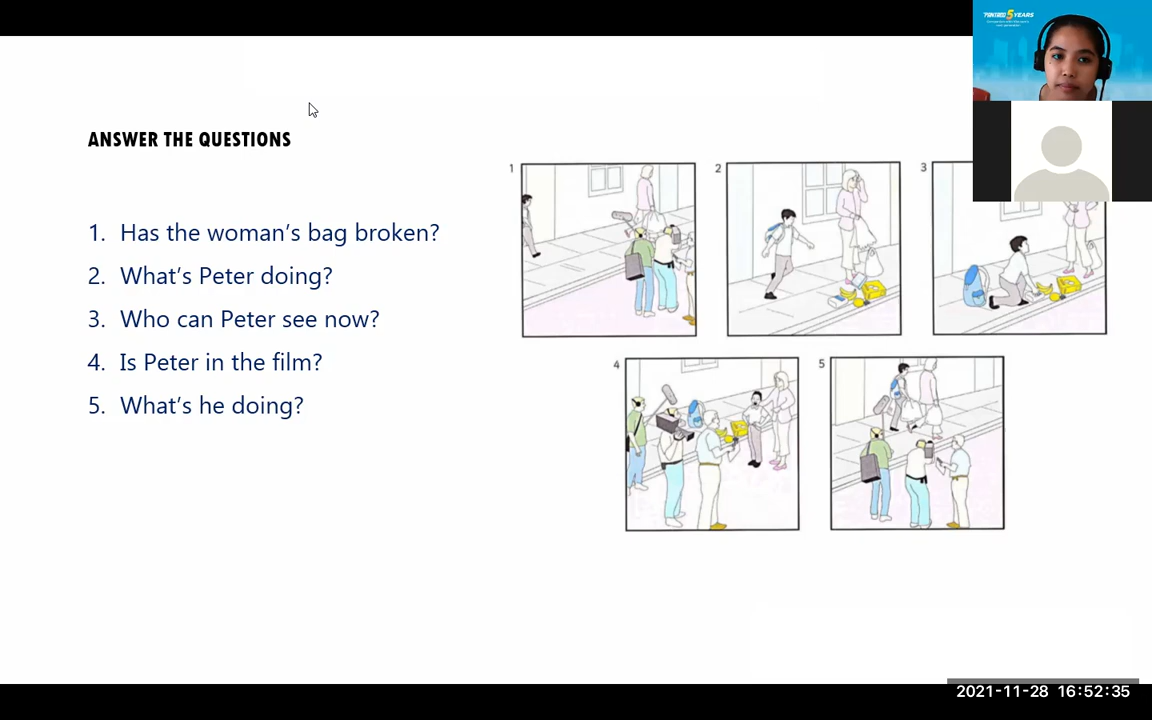 5 YEARS
ANSWER THE QUESTIONS
1. Has the woman's bag broken?
2. What's Peter doing?
3. Who can Peter see now?
4. Is Peter in the film?
5. What's he doing?
1
2
3
4
5
2021-11-28 16:52:35